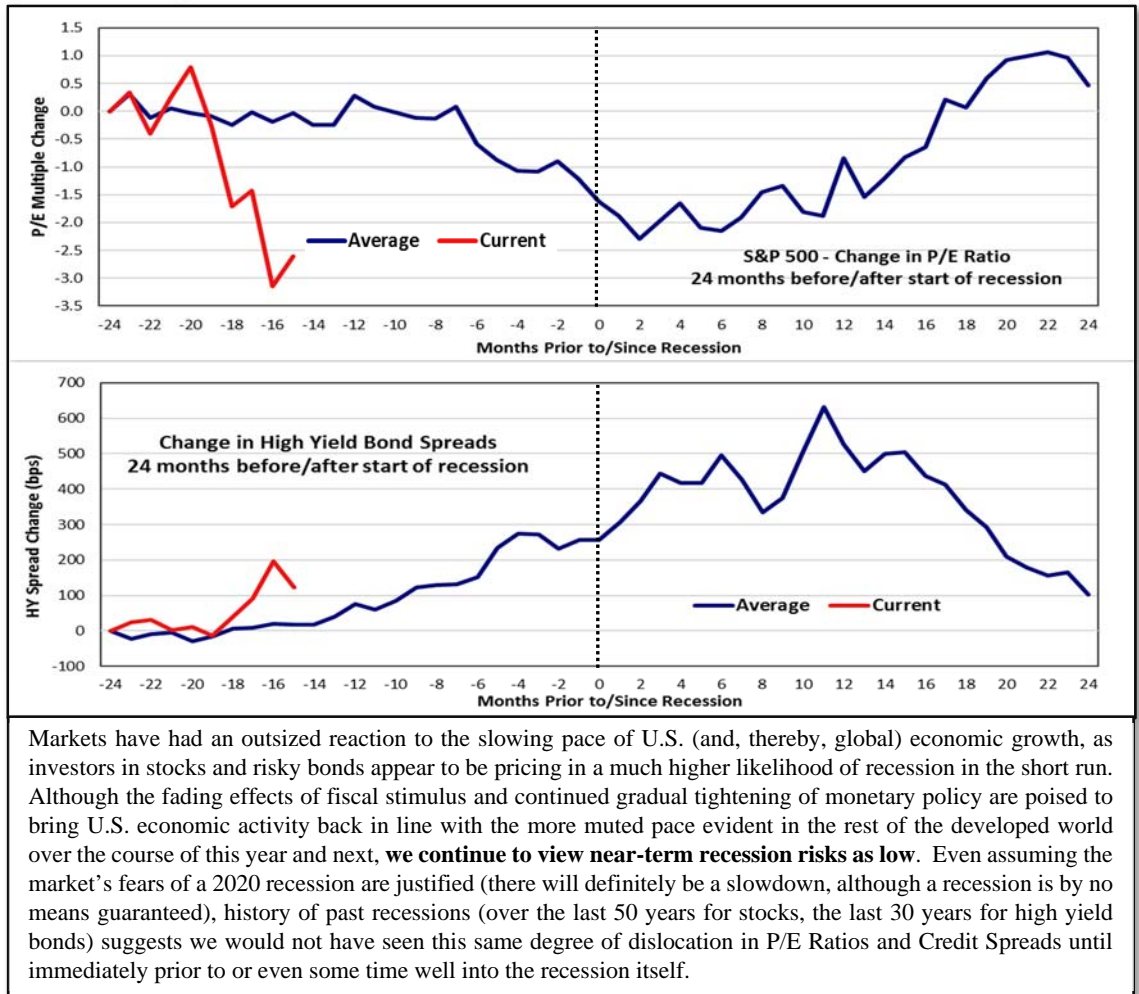 1.0
0.5
0.0
-0.5
-1.0
-1.5
-2.0
-2.5
-3.0
-3.5
P/E Multiple Change
Average Current
S&P 500 - Change in P/E Ratio
24 months before/after start of recession
-24 -22 -20 -18 -16 -14 -12 -10 -8 -6 -4 -2 0 2 4 6 8 10 12 14 16 18 20 22 24
Months Prior to/Since Recession
700
600
500
400
300
200
100
0
-100
HY Spread Change (bps)
Change in High Yield Bond Spreads
24 months before/after start of recession
Average Current
-24 -22 -20 -18 -16 -14 -12 -10 -8 -6 -4 -2 0 2 4 6 8 10 12 14 16 18 20 22 24
Months Prior to/Since Recession
Markets have had an outsized reaction to the slowing pace of U.S. (and, thereby, global) economic growth, as
investors in stocks and risky bonds appear to be pricing in a much higher likelihood of recession in the short run.
Although the fading effects of fiscal stimulus and continued gradual tightening of monetary policy are poised to
bring U.S. economic activity back in line with the more muted pace evident in the rest of the developed world
over the course of this year and next, we continue to view near-term recession risks as low. Even assuming the
market's fears of a 2020 recession are justified (there will definitely be a slowdown, although a recession is by no
means guaranteed), history of past recessions (over the last 50 years for stocks, the last 30 years for high yield
bonds) suggests we would not have seen this same degree of dislocation in P/E Ratios and Credit Spreads until
immediately prior to or even some time well into the recession itself.